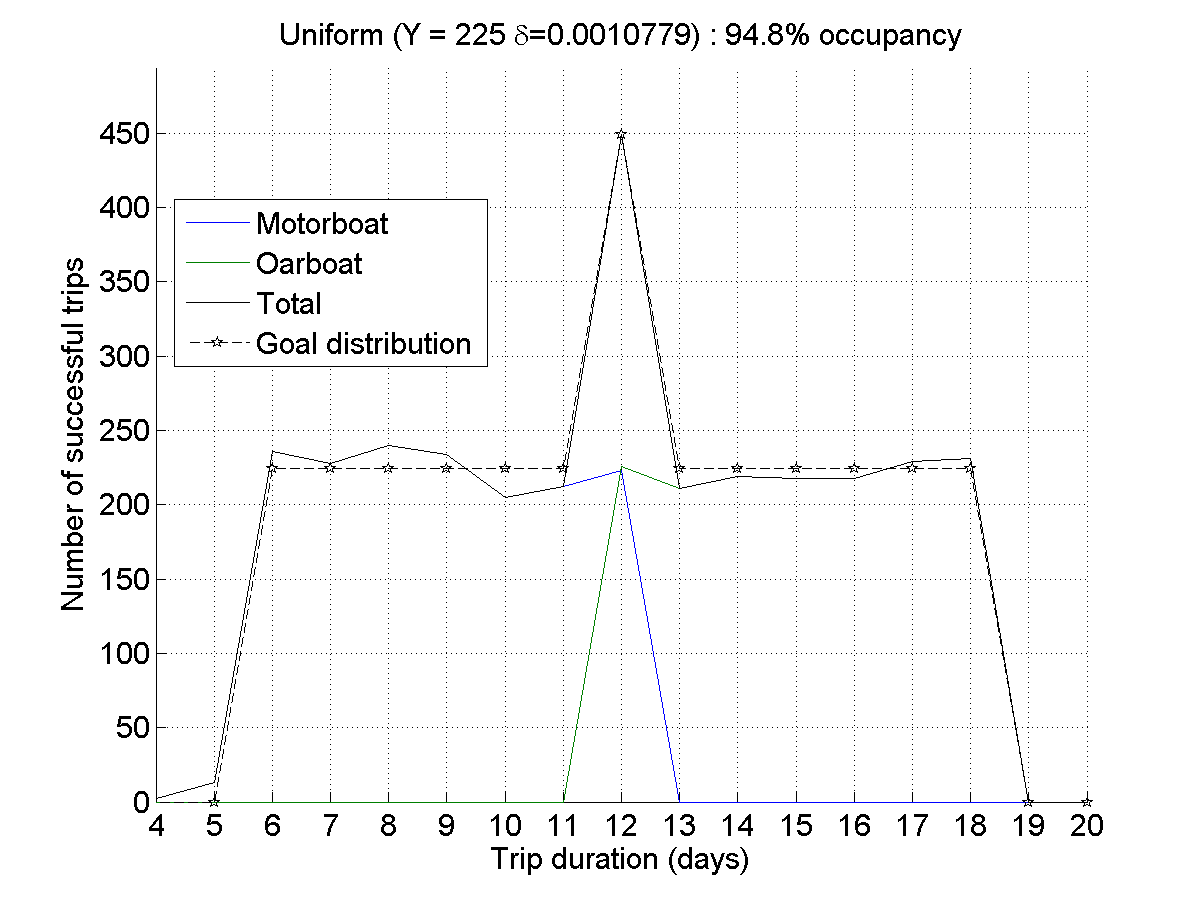 Uniform (Y = 225 δ=0.0010779) : 94.8% occupancy
450
400
350
300
250
200
150
100
50
0
Number of successful trips
Motorboat
Oarboat
Total
Goal distribution
4 5 6 7 8 9 10 11 12 13 14 15 16 17 18 19 20
Trip duration (days)